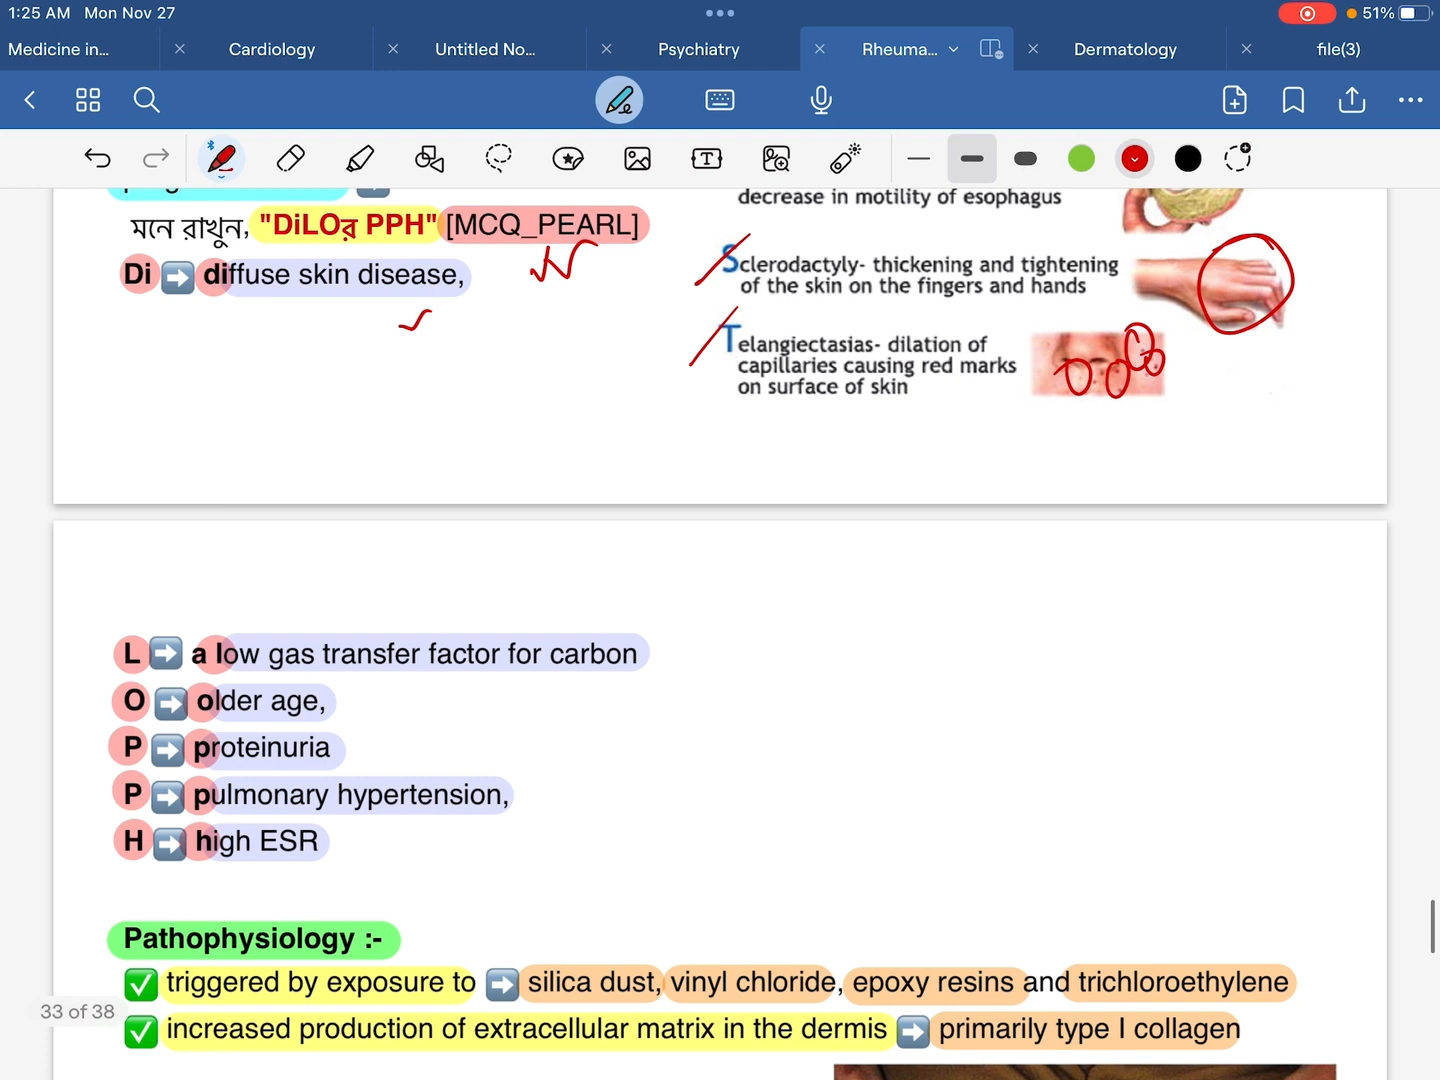 1:25 AM Mon Nov 27
51%
Medicine in...
Cardiology
Untitled No...
Psychiatry
Rheuma...
Dermatology
file(3)
decrease in motility of esophagus
মনে রাখুন, "DiLOর PPH" [MCQ_PEARL]
Di ➡️ diffuse skin disease,
Sclerodactyly- thickening and tightening
of the skin on the fingers and hands
Telangiectasias- dilation of
capillaries causing red marks
on surface of skin
L ➡️ a low gas transfer factor for carbon
O ➡️ older age,
P ➡️ proteinuria
P ➡️ pulmonary hypertension,
H ➡️ high ESR
Pathophysiology :-
✅ triggered by exposure to ➡️ silica dust, vinyl chloride, epoxy resins and trichloroethylene
33 of 38
✅ increased production of extracellular matrix in the dermis ➡️ primarily type I collagen